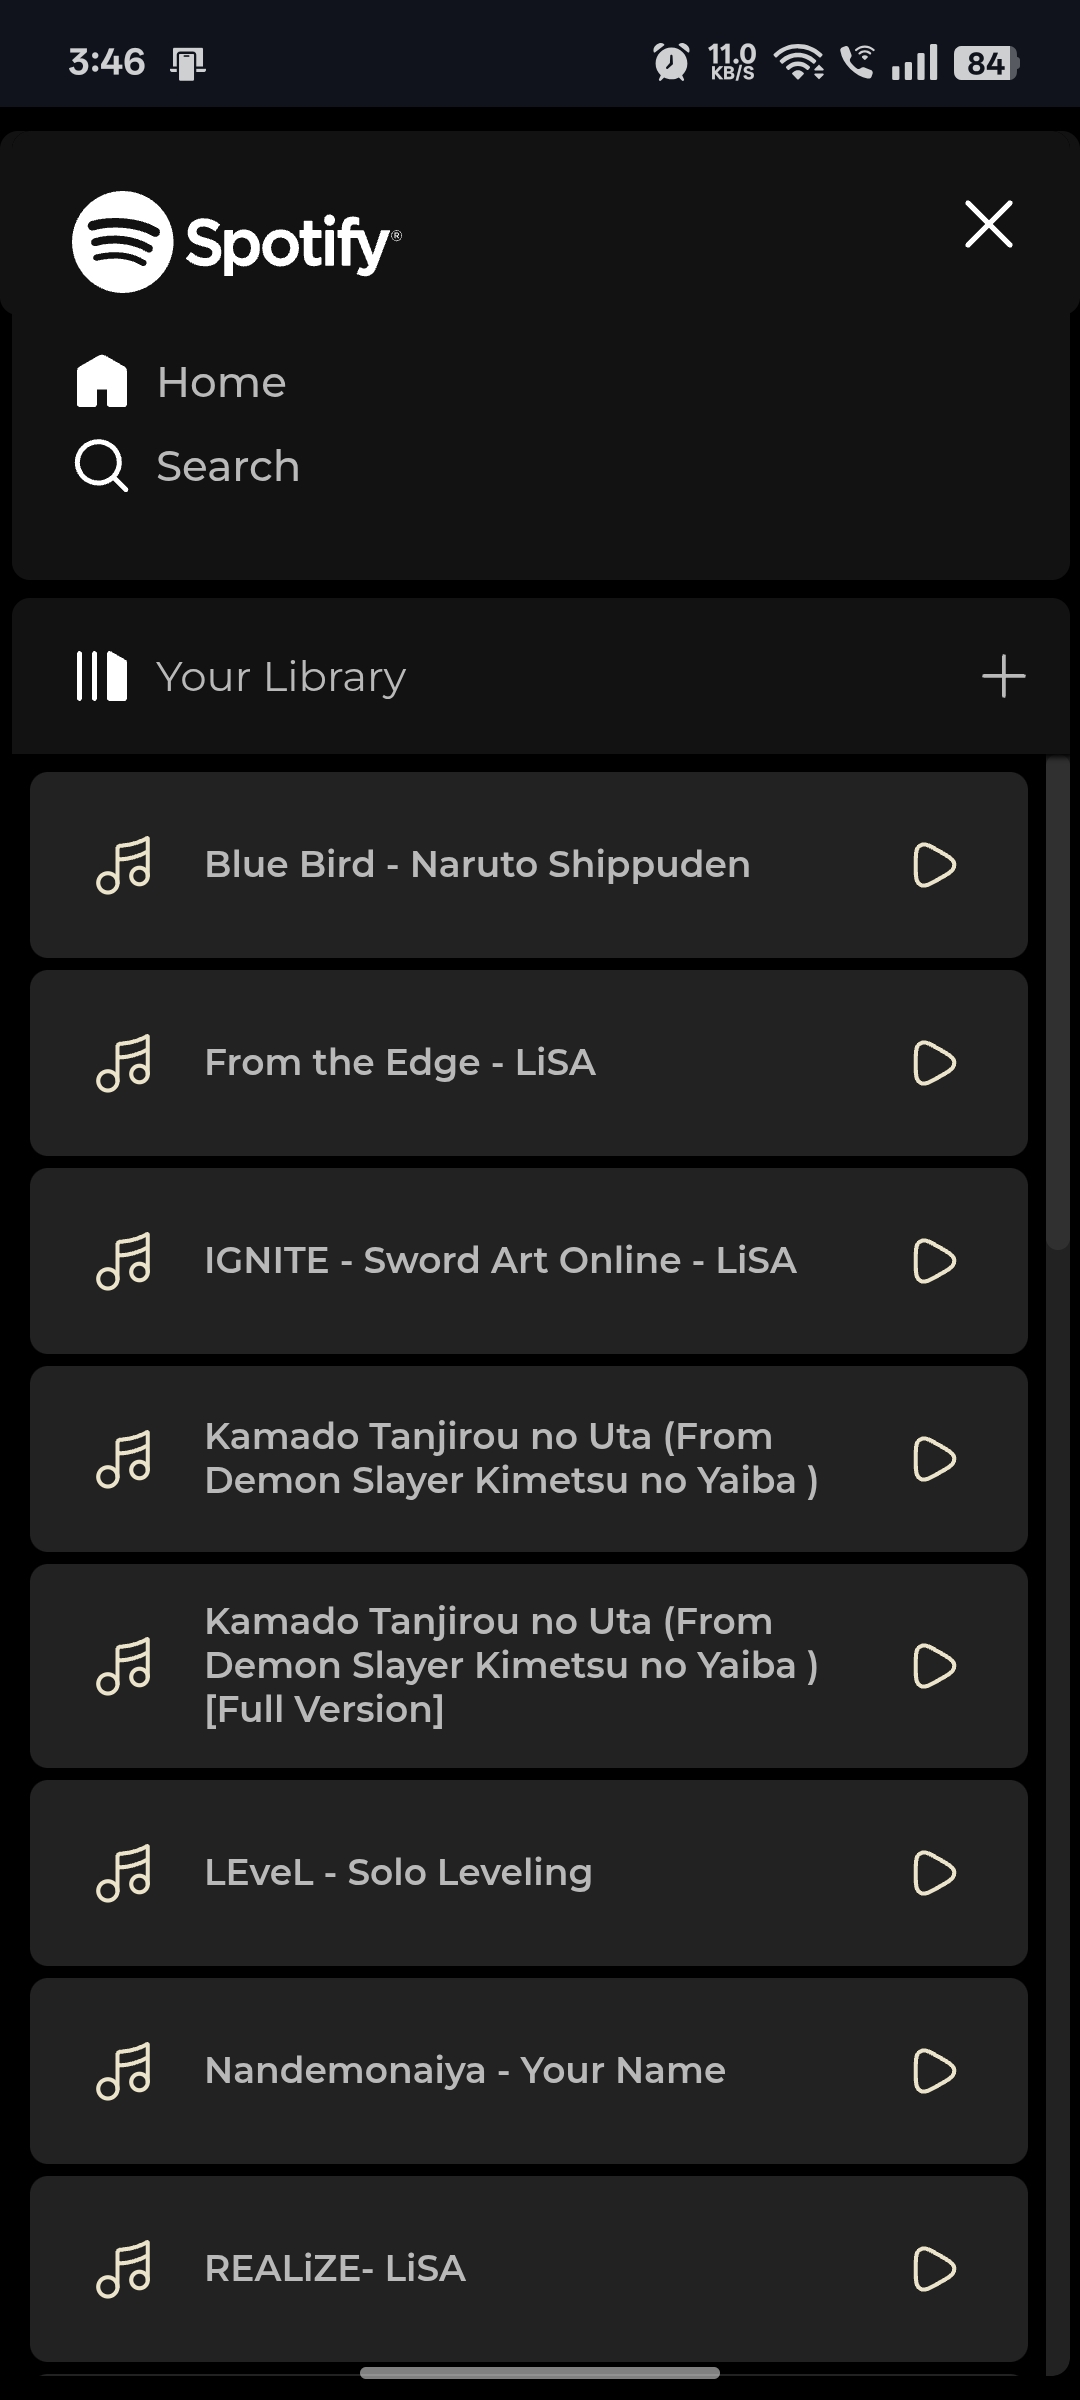 3:46
11.0
KB/S
84
Spotify®
Home
Search
Your Library
Blue Bird - Naruto Shippuden
From the Edge - LiSA
IGNITE - Sword Art Online - LiSA
Kamado Tanjirou no Uta (From
Demon Slayer Kimetsu no Yaiba )
Kamado Tanjirou no Uta (From
Demon Slayer Kimetsu no Yaiba )
[Full Version]
LEveL - Solo Leveling
Nandemonaiya - Your Name
REALiZE- LiSA